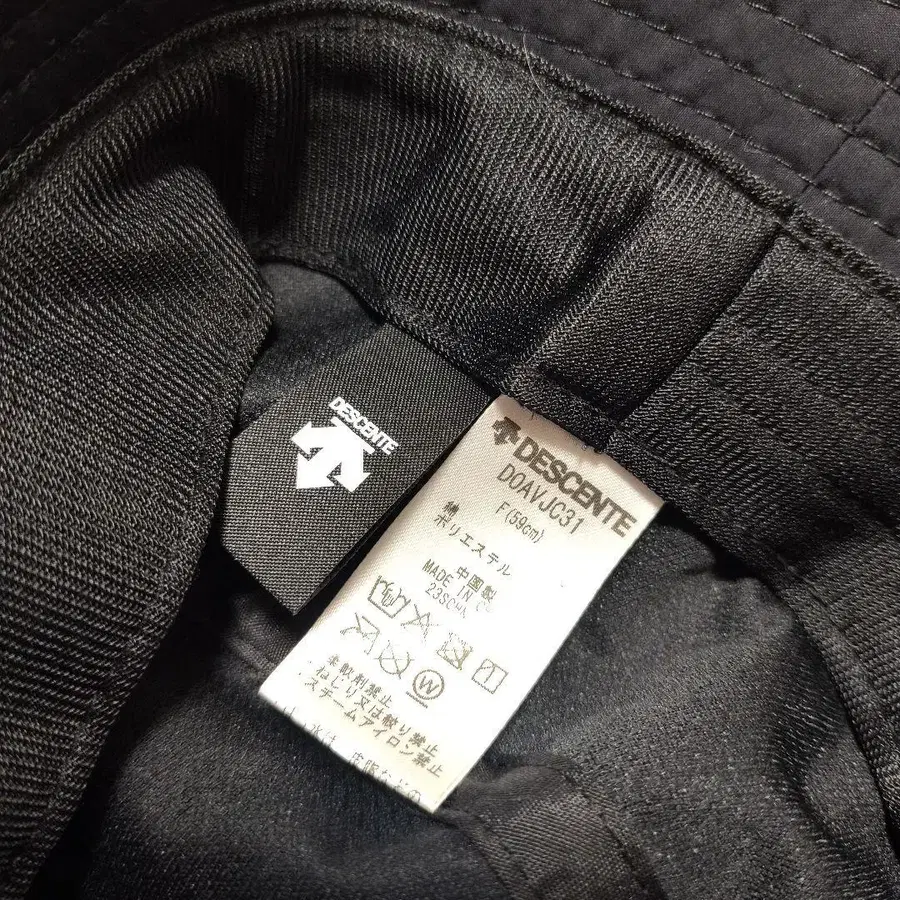 DESCENTE
DESCENTE
DOAVJC31
F(59cm)
綿
ポリエステル
中国製
MADE IN
W
柔軟剤禁止
ねじり又は絞り禁止
スチームアイロン禁止